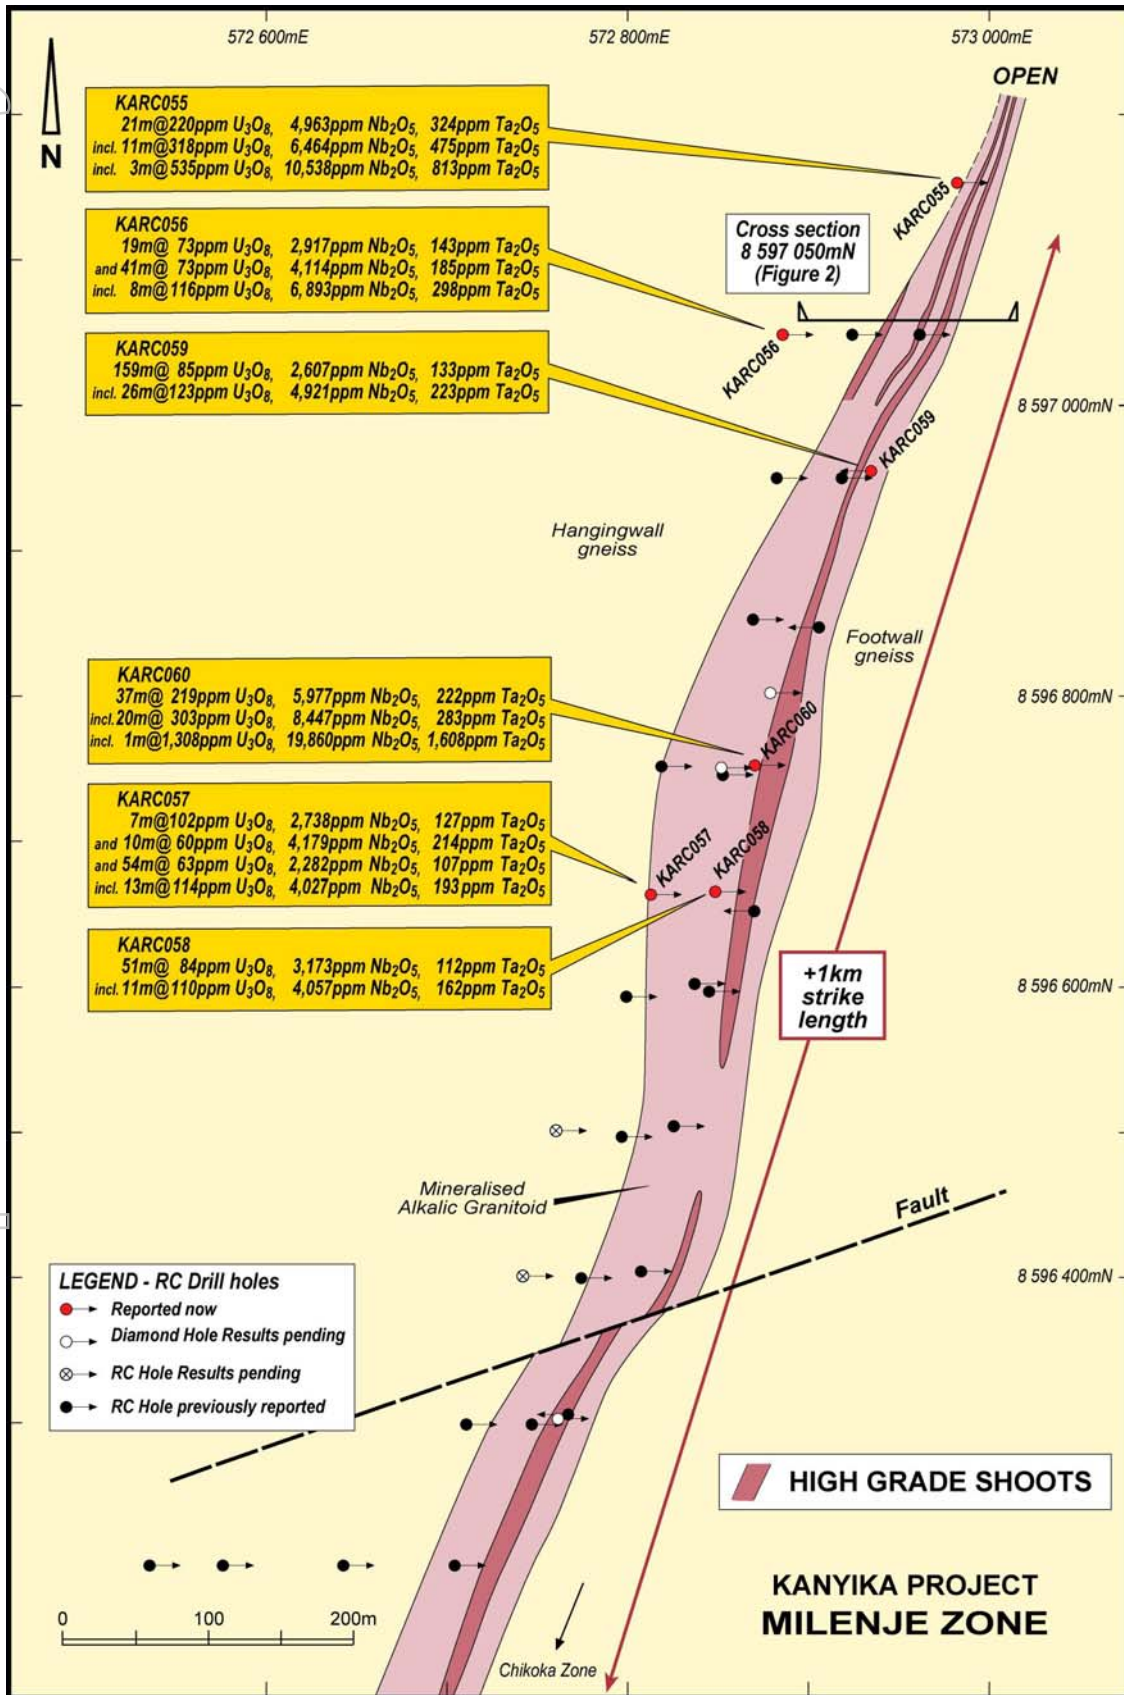 572 600mE
572 800mE
573 000mE
OPEN
N
KARC055
21m@220ppm U₃O₈, 4,963ppm Nb₂O₅, 324ppm Ta₂O₅
incl. 11m@318ppm U₃O₈, 6,464ppm Nb₂O₅, 475ppm Ta₂O₅
incl. 3m@535ppm U₃O₈, 10,538ppm Nb₂O₅, 813ppm Ta₂O₅
KARC055
KARC056
19m@ 73ppm U₃O₈, 2,917ppm Nb₂O₅, 143ppm Ta₂O₅
and 41m@ 73ppm U₃O₈, 4,114ppm Nb₂O₅, 185ppm Ta₂O₅
incl. 8m@116ppm U₃O₈, 6,893ppm Nb₂O₅, 298ppm Ta₂O₅
Cross section
8 597 050mN
(Figure 2)
KARC056
KARC059
159m@ 85ppm U₃O₈, 2,607ppm Nb₂O₅, 133ppm Ta₂O₅
incl. 26m@123ppm U₃O₈, 4,921ppm Nb₂O₅, 223ppm Ta₂O₅
8 597 000mN
KARC059
Hangingwall
gneiss
Footwall
gneiss
KARC060
37m@ 219ppm U₃O₈, 5,977ppm Nb₂O₅, 222ppm Ta₂O₅
incl. 20m@ 303ppm U₃O₈, 8,447ppm Nb₂O₅, 283ppm Ta₂O₅
incl. 1m@1,308ppm U₃O₈, 19,860ppm Nb₂O₅, 1,608ppm Ta₂O₅
8 596 800mN
KARC060
KARC057
7m@102ppm U₃O₈, 2,738ppm Nb₂O₅, 127ppm Ta₂O₅
and 10m@ 60ppm U₃O₈, 4,179ppm Nb₂O₅, 214ppm Ta₂O₅
and 54m@ 63ppm U₃O₈, 2,282ppm Nb₂O₅, 107ppm Ta₂O₅
incl. 13m@114ppm U₃O₈, 4,027ppm Nb₂O₅, 193ppm Ta₂O₅
KARC057
KARC058
KARC058
51m@ 84ppm U₃O₈, 3,173ppm Nb₂O₅, 112ppm Ta₂O₅
incl. 11m@110ppm U₃O₈, 4,057ppm Nb₂O₅, 162ppm Ta₂O₅
+1km
strike
length
8 596 600mN
Mineralised
Alkalic Granitoid
Fault
8 596 400mN
LEGEND - RC Drill holes
Reported now
Diamond Hole Results pending
RC Hole Results pending
RC Hole previously reported
HIGH GRADE SHOOTS
KANYIKA PROJECT
MILENJE ZONE
0 100 200m
Chikoka Zone